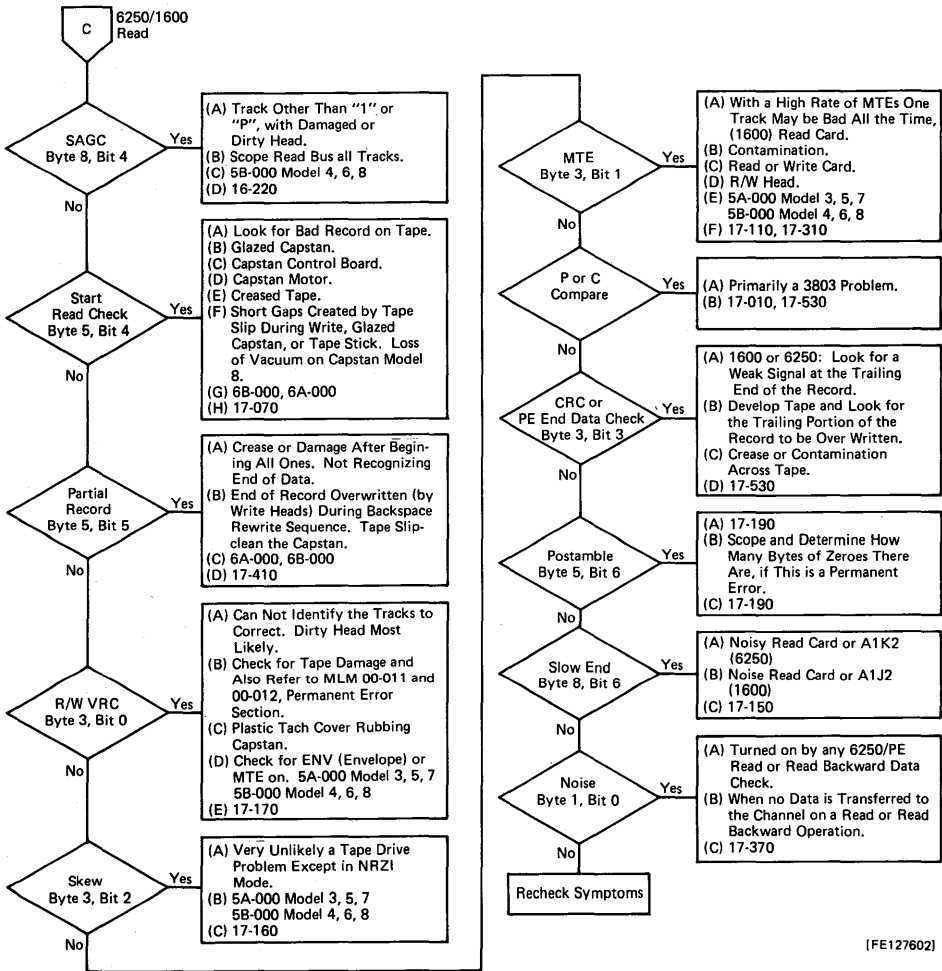 C
6250/1600
Read
SAGC
Byte 8, Bit 4
Yes
No
(A) Track Other Than "1" or
"P", with Damaged or
Dirty Head.
(B) Scope Read Bus all Tracks.
(C) 5B-000 Model 4, 6, 8
(D) 16-220
Start
Read Check
Byte 5, Bit 4
Yes
No
(A) Look for Bad Record on Tape.
(B) Glazed Capstan.
(C) Capstan Control Board.
(D) Capstan Motor.
(E) Creased Tape.
(F) Short Gaps Created by Tape
Slip During Write, Glazed
Capstan, or Tape Stick. Loss
of Vacuum on Capstan Model
8.
(G) 6B-000, 6A-000
(H) 17-070
Partial
Record
Byte 5, Bit 5
Yes
No
(A) Crease or Damage After Begin-
ing All Ones. Not Recognizing
End of Data.
(B) End of Record Overwritten (by
Write Heads) During Backspace
Rewrite Sequence. Tape Slip-
clean the Capstan.
(C) 6A-000, 6B-000
(D) 17-410
R/W VRC
Byte 3, Bit 0
Yes
No
(A) Can Not Identify the Tracks to
Correct. Dirty Head Most
Likely.
(B) Check for Tape Damage and
Also Refer to MLM 00-011 and
00-012, Permanent Error
Section.
(C) Plastic Tach Cover Rubbing
Capstan.
(D) Check for ENV (Envelope) or
MTE on. 5A-000 Model 3, 5, 7
5B-000 Model 4, 6, 8
(E) 17-170
Skew
Byte 3, Bit 2
Yes
No
(A) Very Unlikely a Tape Drive
Problem Except in NRZI
Mode.
(B) 5A-000 Model 3, 5, 7
5B-000 Model 4, 6, 8
(C) 17-160
MTE
Byte 3, Bit 1
Yes
No
(A) With a High Rate of MTEs One
Track May be Bad All the Time,
(1600) Read Card.
(B) Contamination.
(C) Read or Write Card.
(D) R/W Head.
(E) 5A-000 Model 3, 5, 7
5B-000 Model 4, 6, 8
(F) 17-110, 17-310
P or C
Compare
Yes
No
(A) Primarily a 3803 Problem.
(B) 17-010, 17-530
CRC or
PE End Data Check
Byte 3, Bit 3
Yes
No
(A) 1600 or 6250: Look for a
Weak Signal at the Trailing
End of the Record.
(B) Develop Tape and Look for
the Trailing Portion of the
Record to be Over Written.
(C) Crease or Contamination
Across Tape.
(D) 17-530
Postamble
Byte 5, Bit 6
Yes
No
(A) 17-190
(B) Scope and Determine How
Many Bytes of Zeroes There
Are, if This is a Permanent
Error.
(C) 17-190
Slow End
Byte 8, Bit 6
Yes
No
(A) Noisy Read Card or A1K2
(6250)
(B) Noise Read Card or A1J2
(1600)
(C) 17-150
Noise
Byte 1, Bit 0
Yes
No
(A) Turned on by any 6250/PE
Read or Read Backward Data
Check.
(B) When no Data is Transferred to
the Channel on a Read or Read
Backward Operation.
(C) 17-370
Recheck Symptoms
[FE127602]